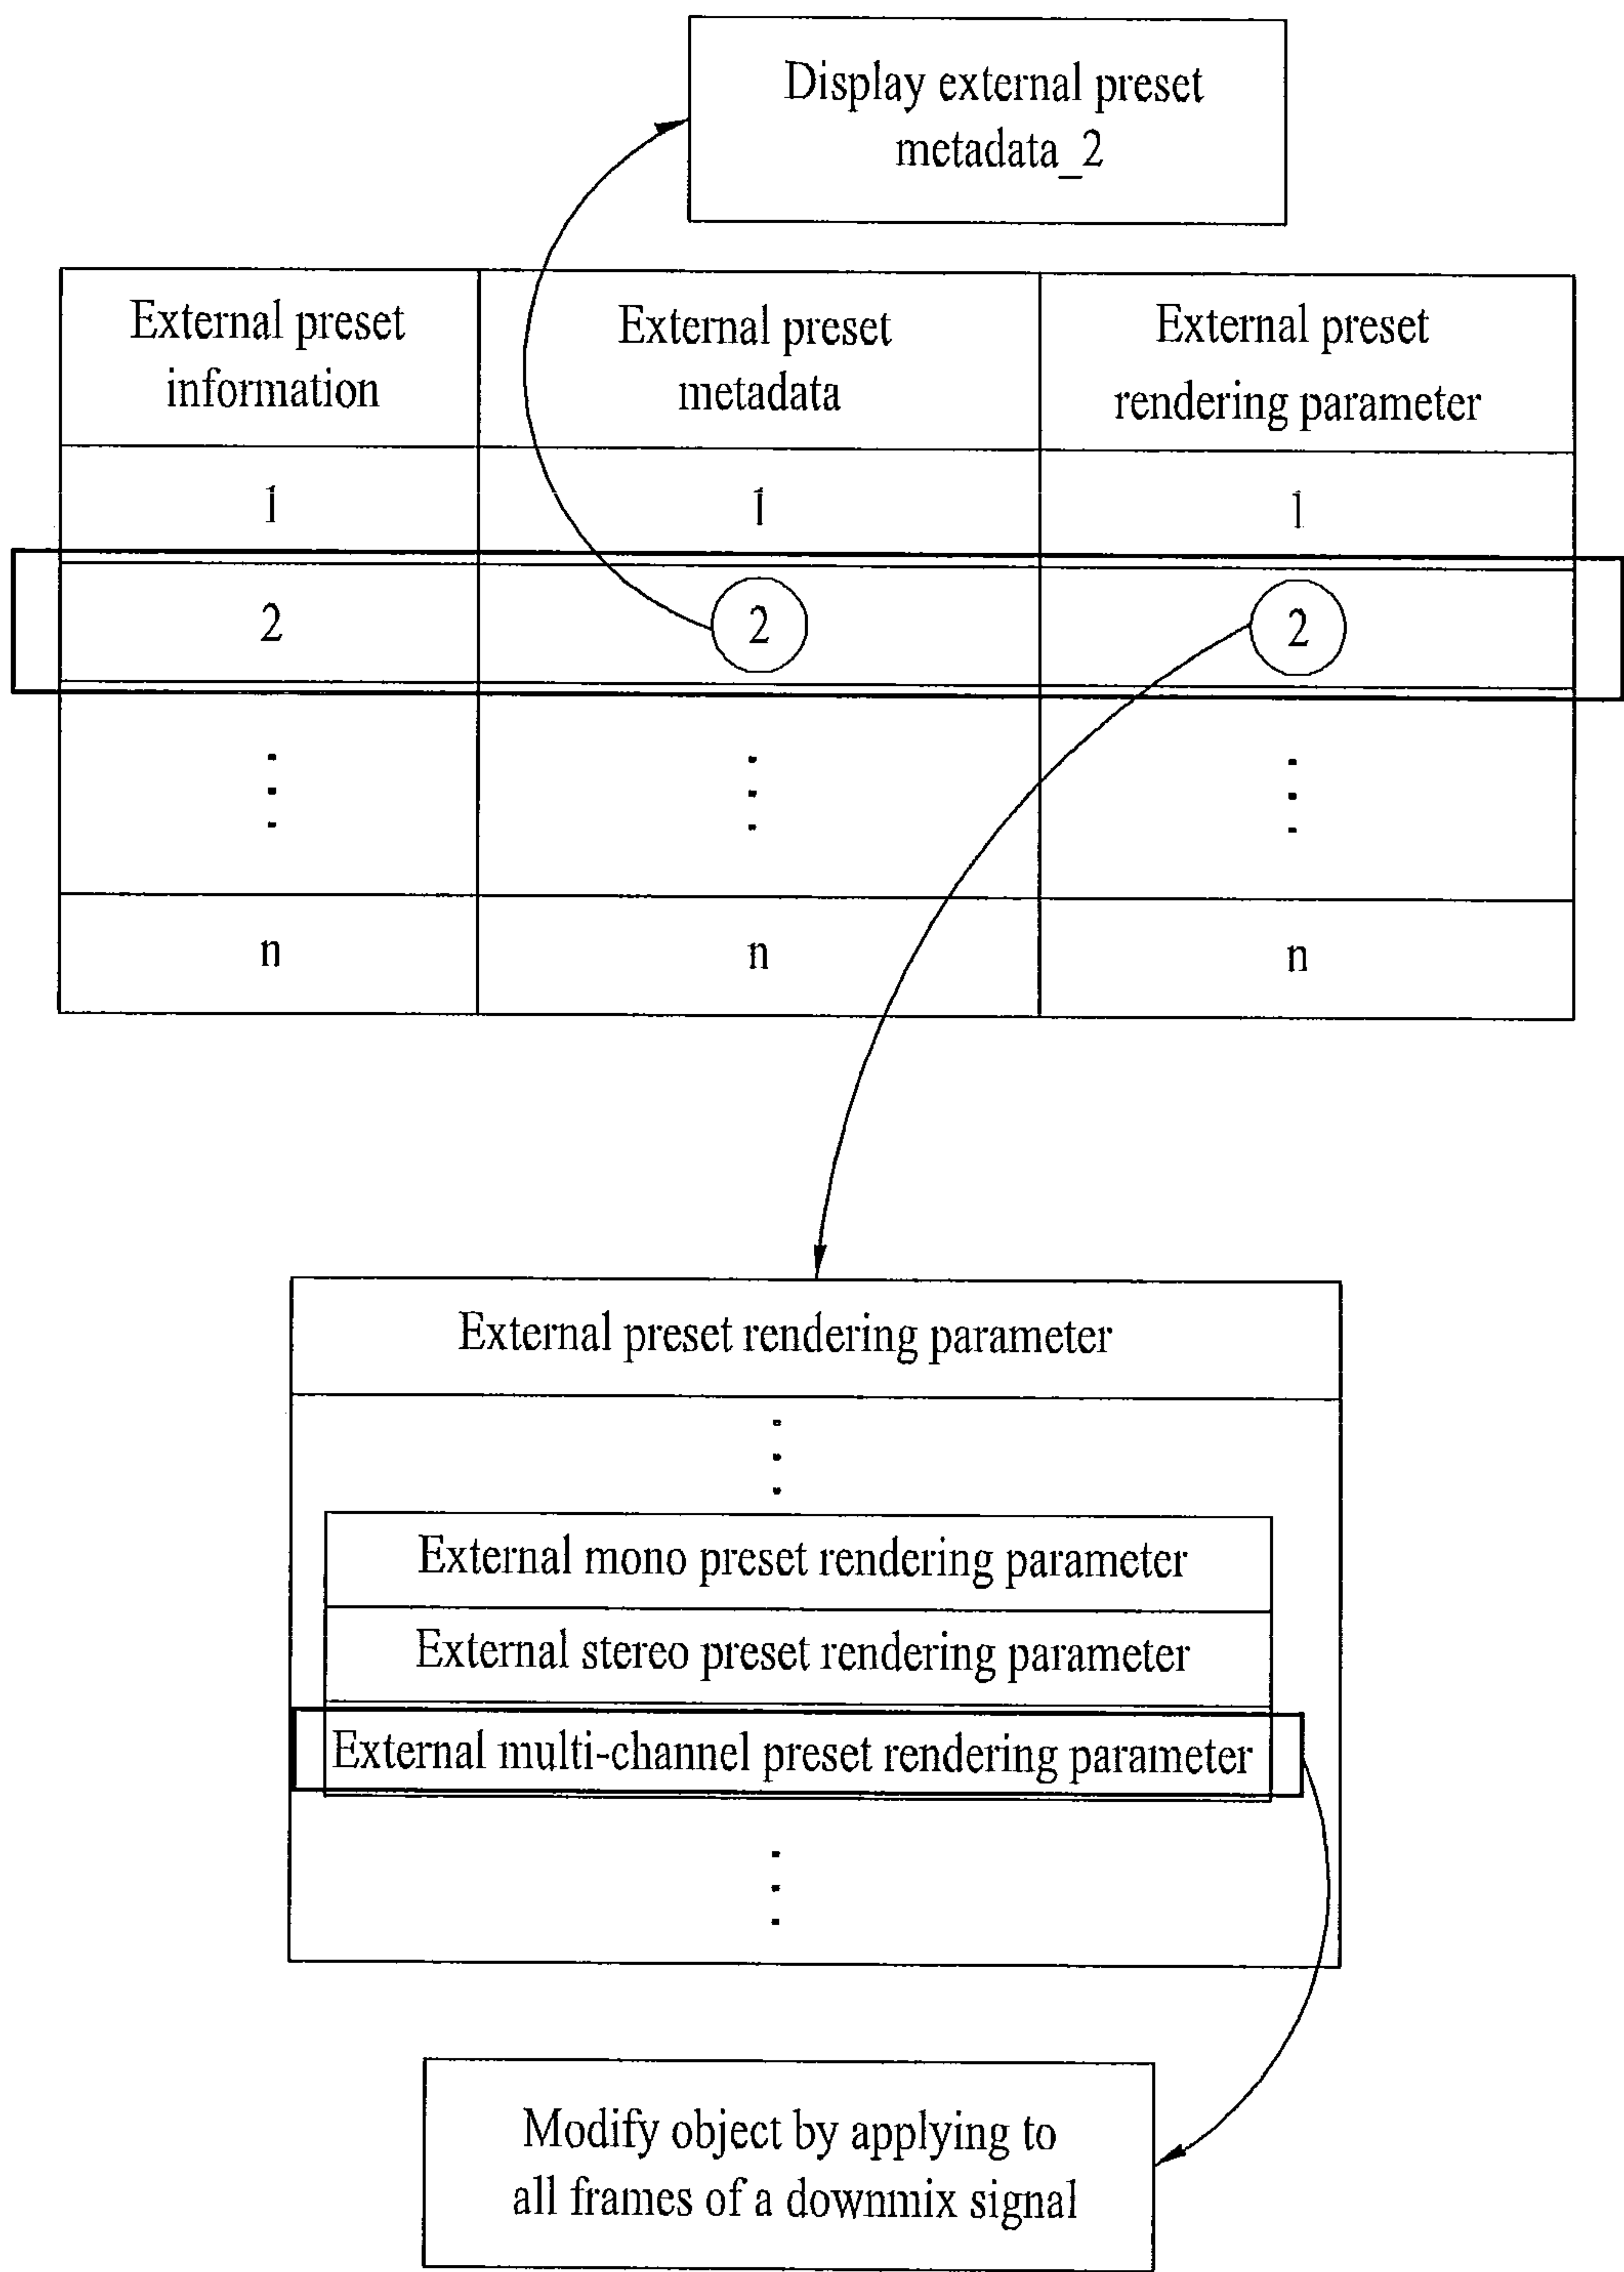 Display external preset
metadata_2
External preset
information
External preset
metadata
External preset
rendering parameter
1
1
1
2
2
2
n
n
n
External preset rendering parameter
External mono preset rendering parameter
External stereo preset rendering parameter
External multi-channel preset rendering parameter
Modify object by applying to
all frames of a downmix signal